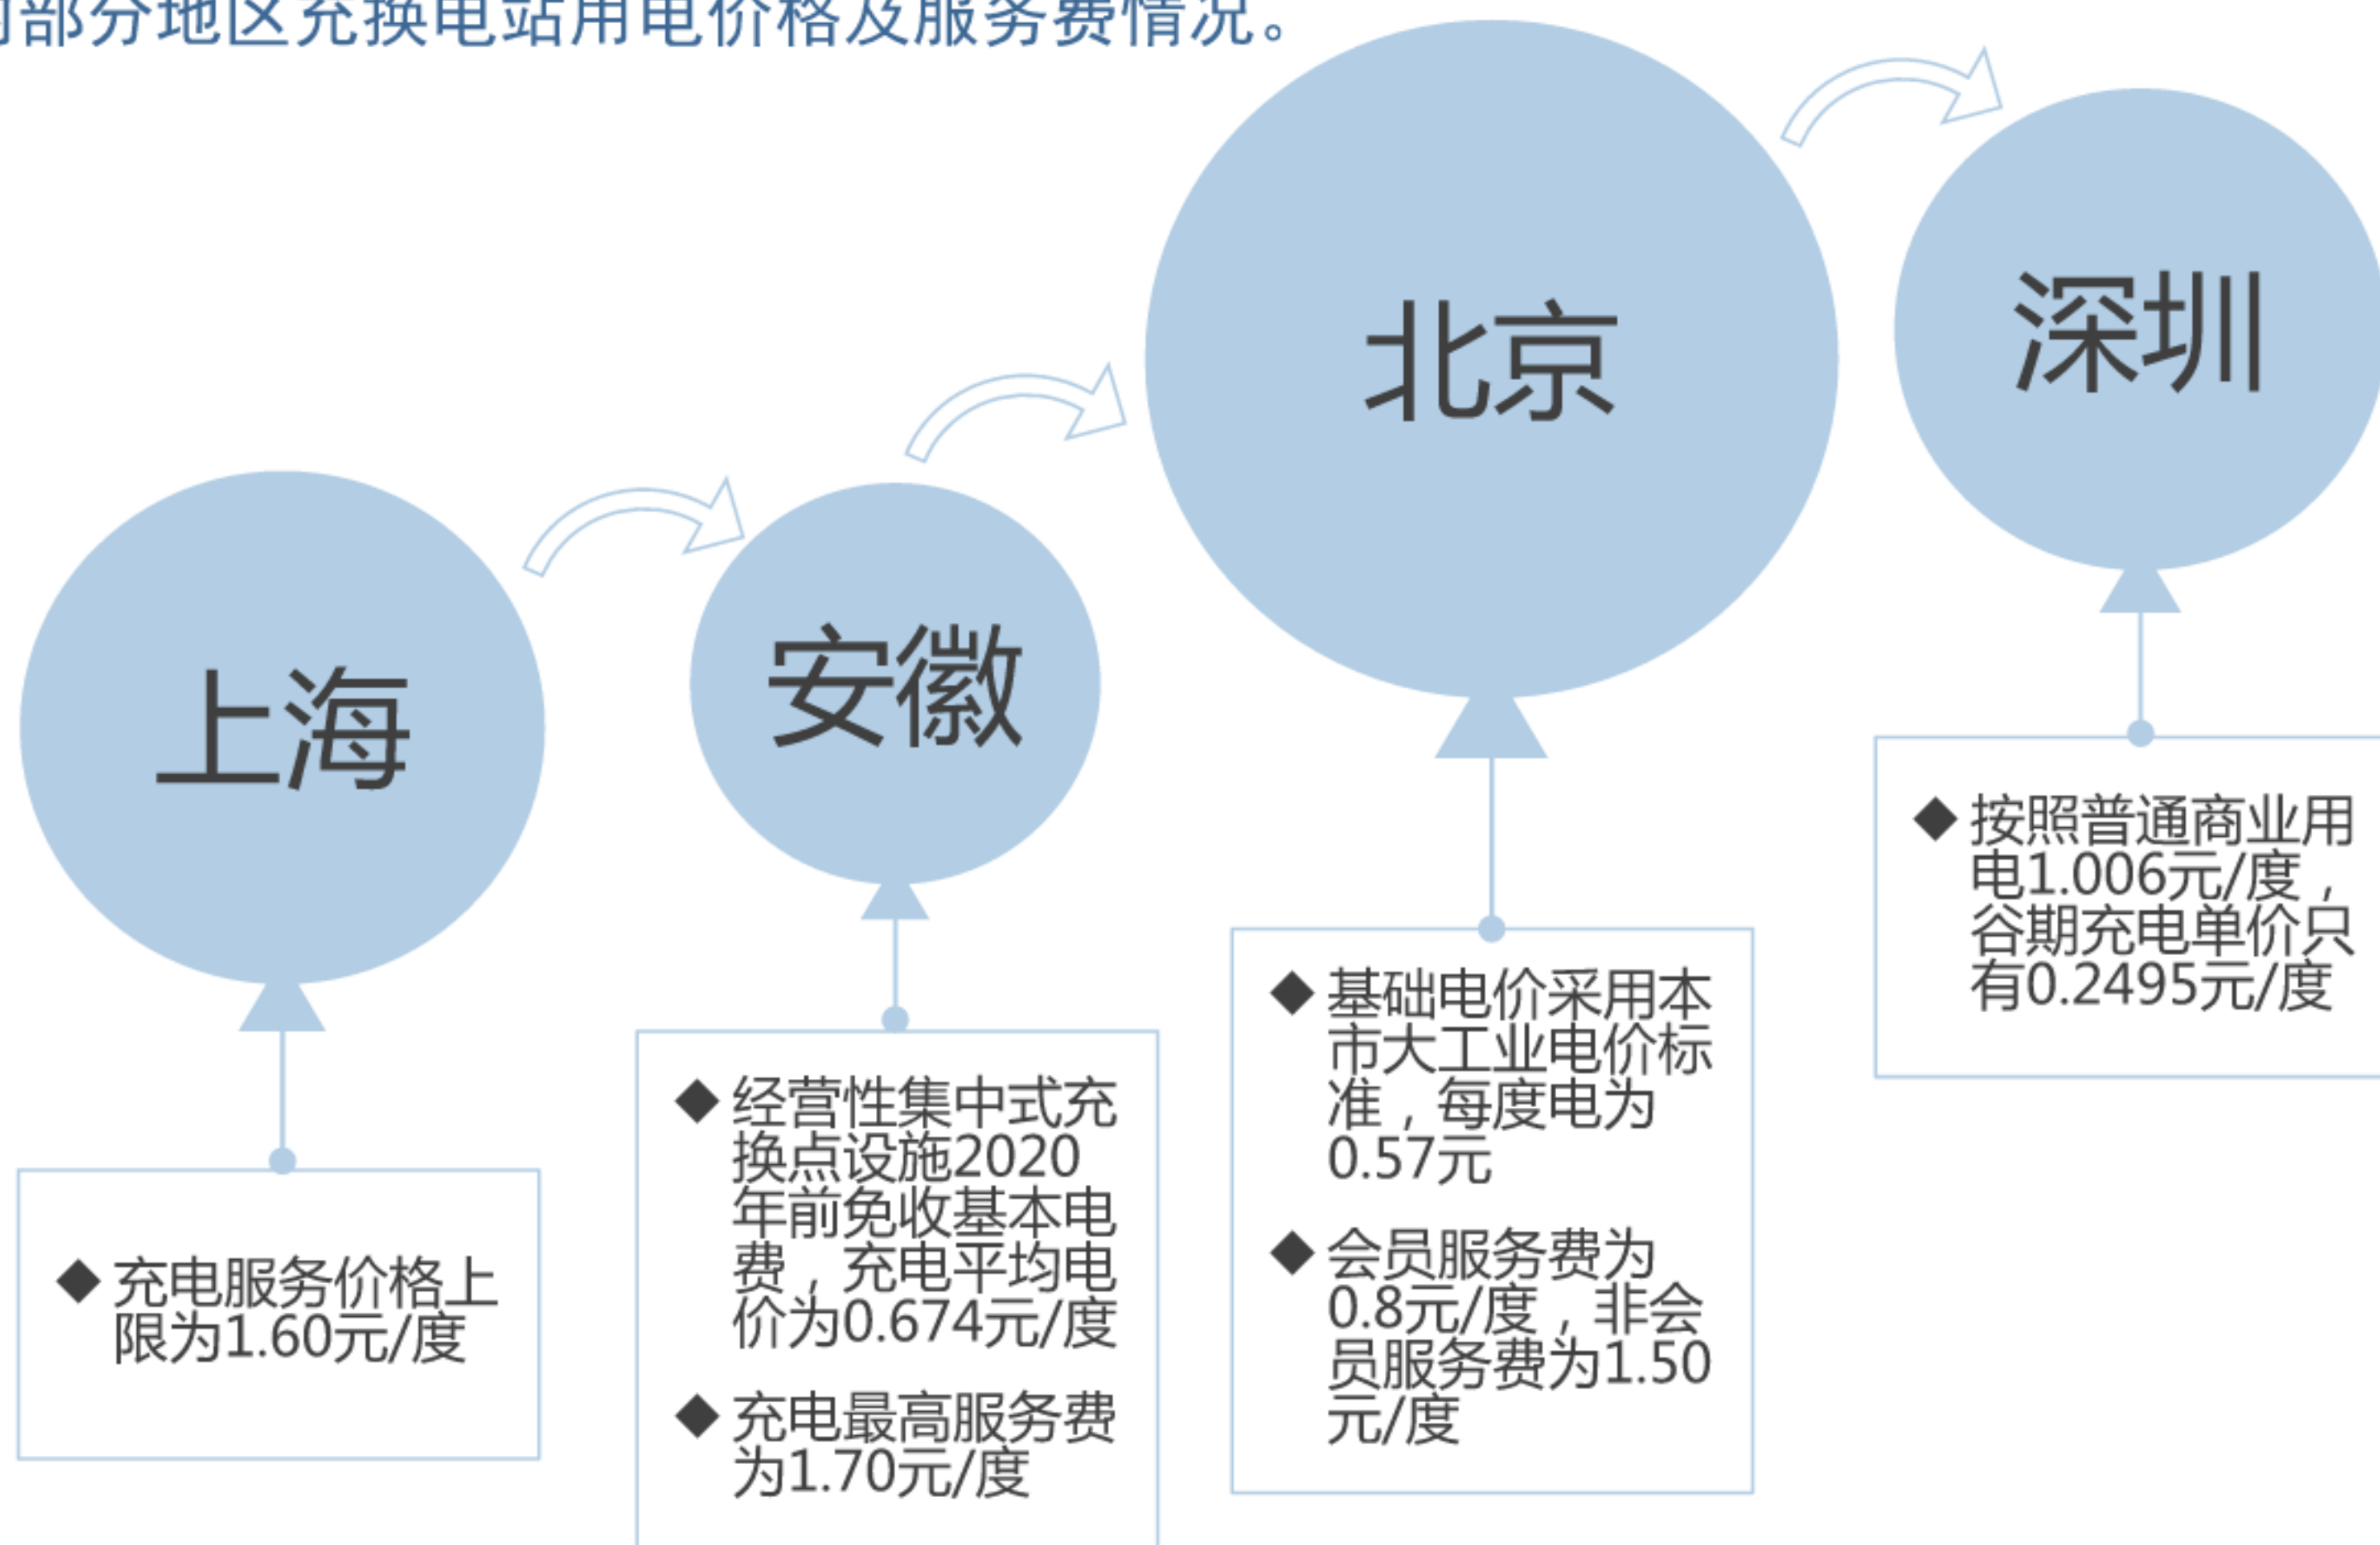 部分地区充换电站用电价格及服务费情况。
北京
深圳
安徽
上海
◆ 充电服务价格上
限为1.60元/度
◆ 经营性集中式充
换点设施2020
年前免收基本电
费，充电平均电
价为0.674元/度
◆ 充电最高服务费
为1.70元/度
◆ 基础电价采用本
市大工业电价标
准，每度电为
0.57元
◆ 会员服务费为
0.8元/度，非会
员服务费为1.50
元/度
◆ 按照普通商业用
电1.006元/度，
谷期充电单价只
有0.2495元/度